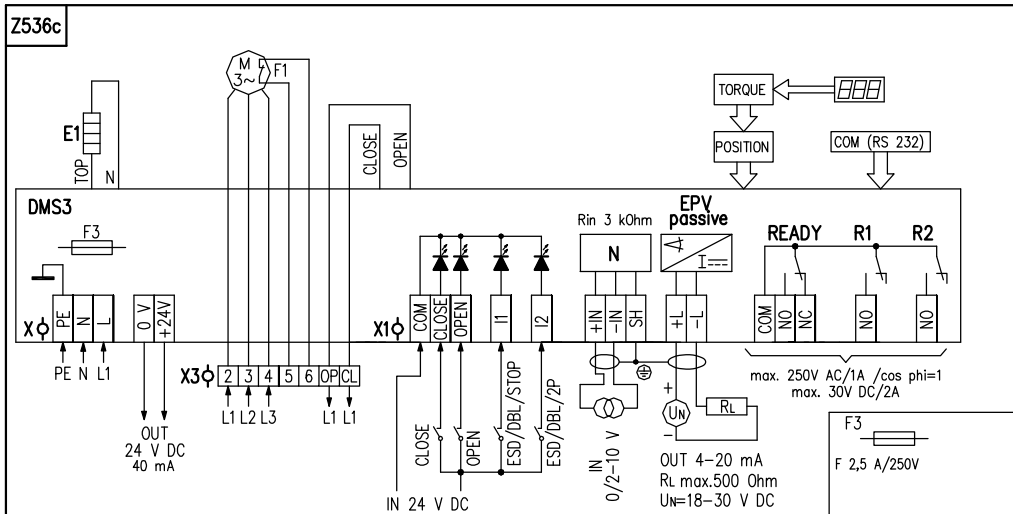 Z536c
M
3~
F1
E1
TOP
N
CLOSE
OPEN
TORQUE
POSITION
COM (RS 232)
DMS3
F3
Rin 3 kOhm
N
EPV
passive
I
READY
R1
R2
X
PE
N
L
0 V
+24V
X1
COM
CLOSE
OPEN
I1
I2
+IN
-IN
SH
+L
-L
COM
NO
NC
NO
NO
PE N L1
OUT
24 V DC
40 mA
X3
2 3 4 5 6 OP CL
L1 L2 L3 L1 L1
CLOSE
OPEN
ESD/DBL/STOP
ESD/DBL/2P
IN 24 V DC
IN
0/2-10 V
+
UN
-
RL
OUT 4-20 mA
RL max.500 Ohm
UN=18-30 V DC
max. 250V AC/1A /cos phi=1
max. 30V DC/2A
F3
F 2,5 A/250V